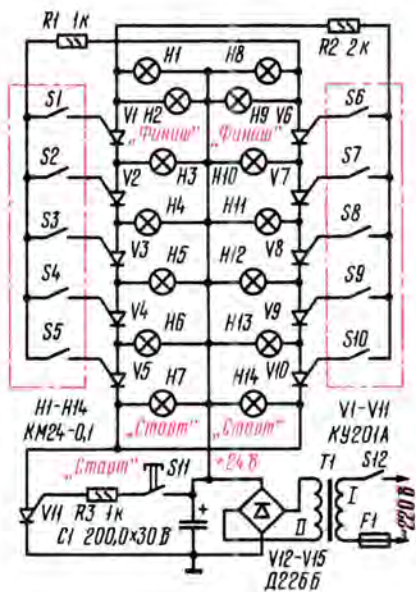 R1 1к
R2 2к
H1 H8
S1 V1 H2 H9 V6 S6
„Финиш" „Финиш"
S2 V2 H3 H10 V7 S7
S3 H4 H11 S8
V3 V8
S4 H5 H12 S9
V4 V9
S5 H6 H13 S10
V5 V10
H7 H14
H1-H14
КМ24-0,1
„Старт" „Старт"
V1-V11
КУ201А
„Старт"
S11
+24В
T1
S12
V11
R3 1к
C1 200,0×30В
II
I
F1
~220В
V12-V15
Д226Б